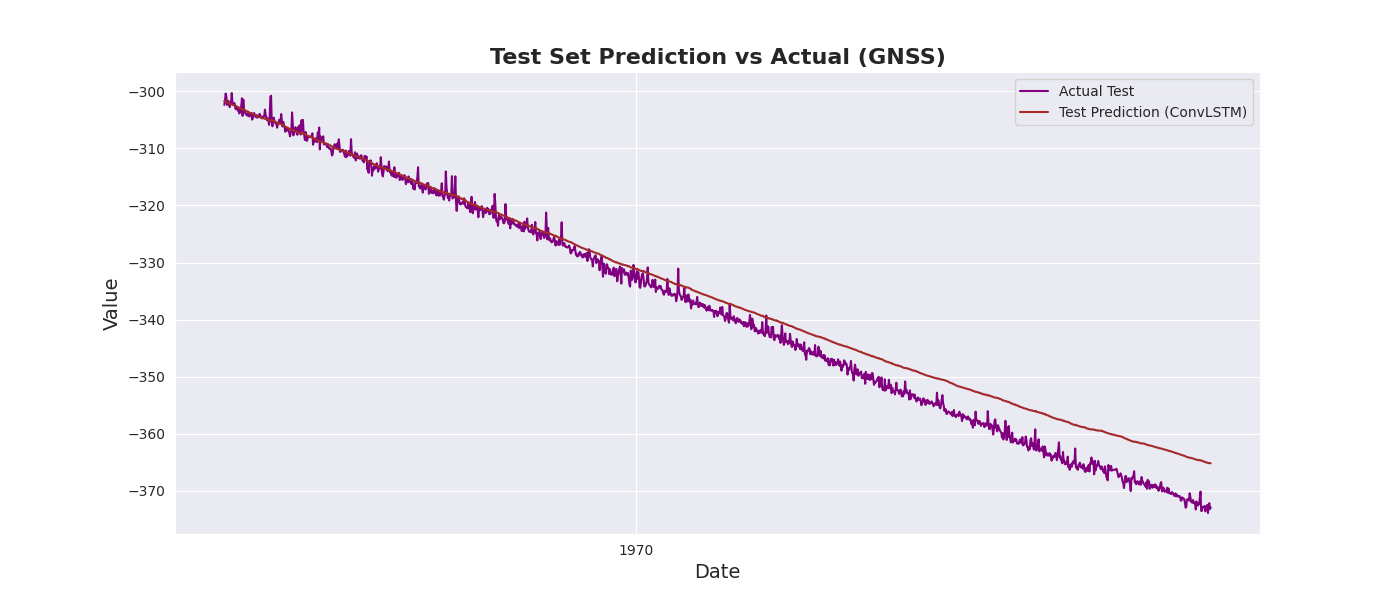 Test Set Prediction vs Actual (GNSS)
Actual Test
Test Prediction (ConvLSTM)
−300
−310
−320
−330
−340
−350
−360
−370
Value
1970
Date